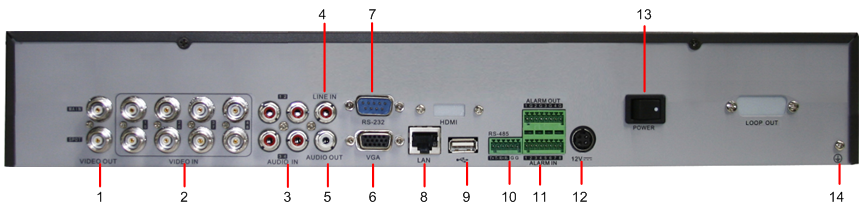 4 7 13
LINE IN
MAIN
RS-232
HDMI
ALARM OUT
POWER
LOOP OUT
SPOT
RS-485
VIDEO OUT
VIDEO IN
AUDIO IN
AUDIO OUT
VGA
LAN
ALARM IN
12V
1 2 3 5 6 8 9 10 11 12 14